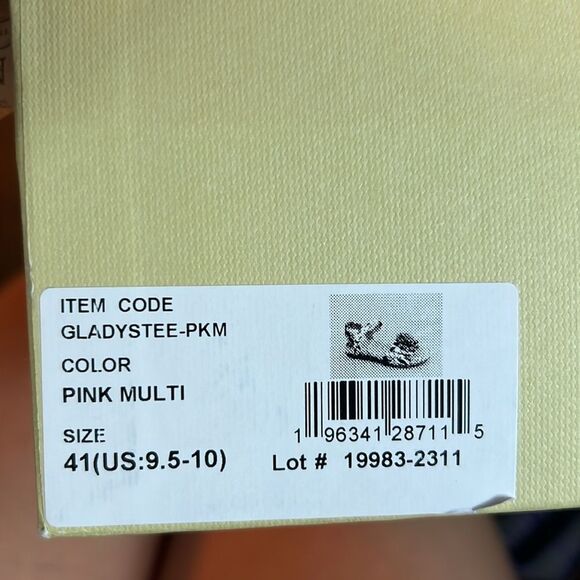 ITEM CODE
GLADYSTEE-PKM
COLOR
PINK MULTI
SIZE
41(US:9.5-10)
1 96341 28711 5
Lot # 19983-2311